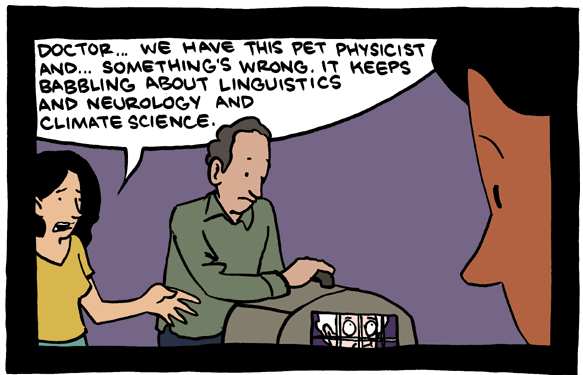 DOCTOR... WE HAVE THIS PET PHYSICIST
AND... SOMETHING'S WRONG. IT KEEPS
BABBLING ABOUT LINGUISTICS
AND NEUROLOGY AND
CLIMATE SCIENCE.